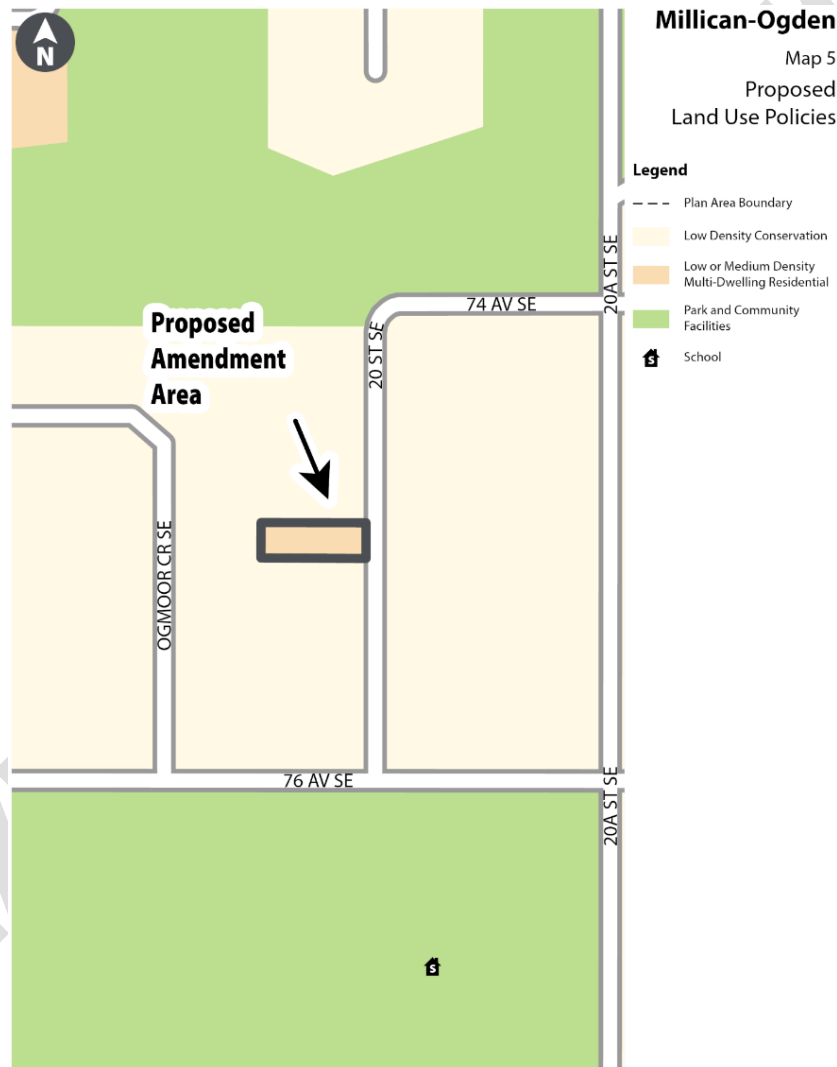 N
Millican-Ogden
Map 5
Proposed
Land Use Policies
Legend
Plan Area Boundary
Low Density Conservation
Low or Medium Density
Multi-Dwelling Residential
Park and Community
Facilities
S
School
20A ST SE
74 AV SE
20 ST SE
Proposed
Amendment
Area
OGMOOR CR SE
76 AV SE
20A ST SE
S